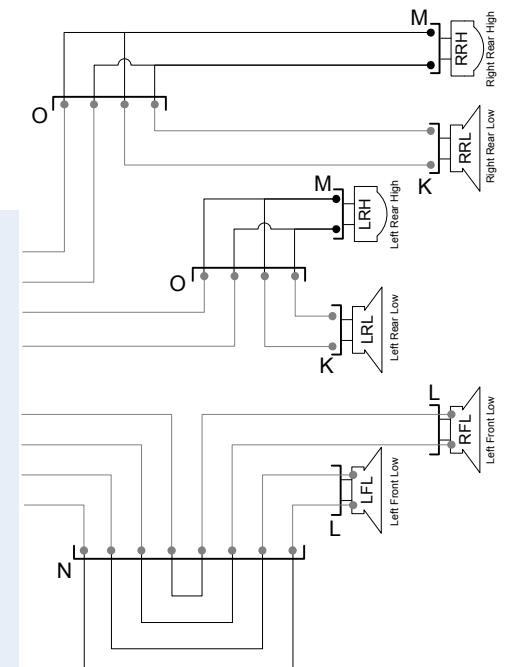 M
RRH
Right Rear High
O
RRL
Right Rear Low
K
M
LRH
Left Rear High
O
LRL
Left Rear Low
K
L
RFL
Left Front Low
LFL
Left Front Low
L
N